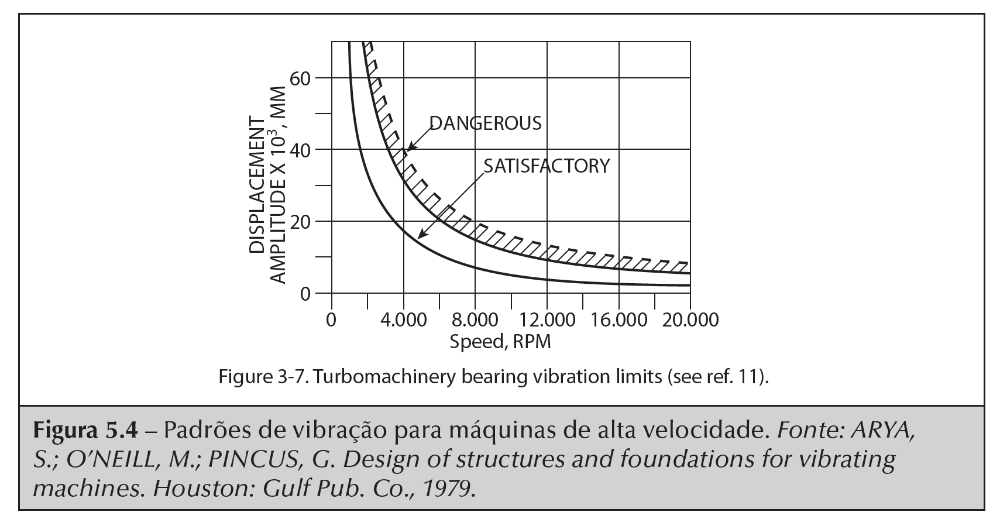 60
40
20
0
DISPLACEMENT
AMPLITUDE X 10³, MM
DANGEROUS
SATISFACTORY
0 4.000 8.000 12.000 16.000 20.000
Speed, RPM
Figure 3-7. Turbomachinery bearing vibration limits (see ref. 11).
Figura 5.4 – Padrões de vibração para máquinas de alta velocidade. Fonte: ARYA,
S.; O’NEILL, M.; PINCUS, G. Design of structures and foundations for vibrating
machines. Houston: Gulf Pub. Co., 1979.